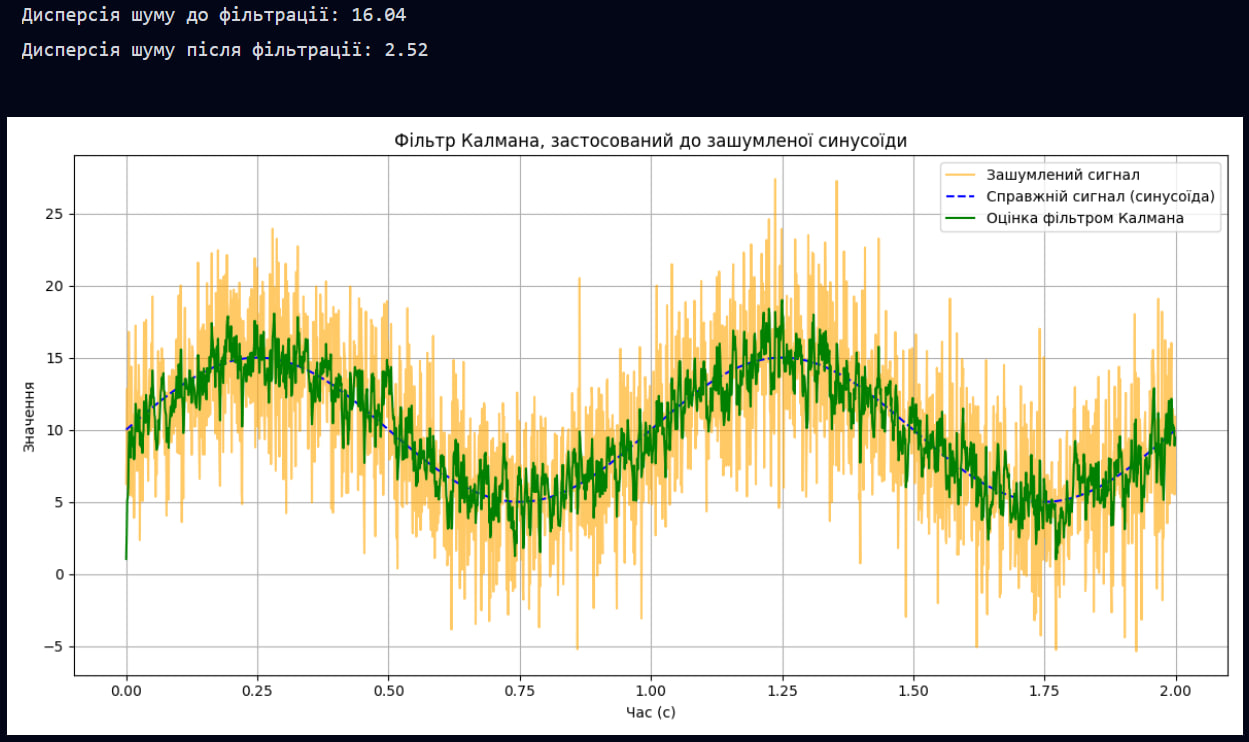 Дисперсія шуму до фільтрації: 16.04
Дисперсія шуму після фільтрації: 2.52
Фільтр Калмана, застосований до зашумленої синусоїди
Зашумлений сигнал
Справжній сигнал (синусоїда)
Оцінка фільтром Калмана
Значення
25
20
15
10
5
0
−5
0.00 0.25 0.50 0.75 1.00 1.25 1.50 1.75 2.00
Час (с)